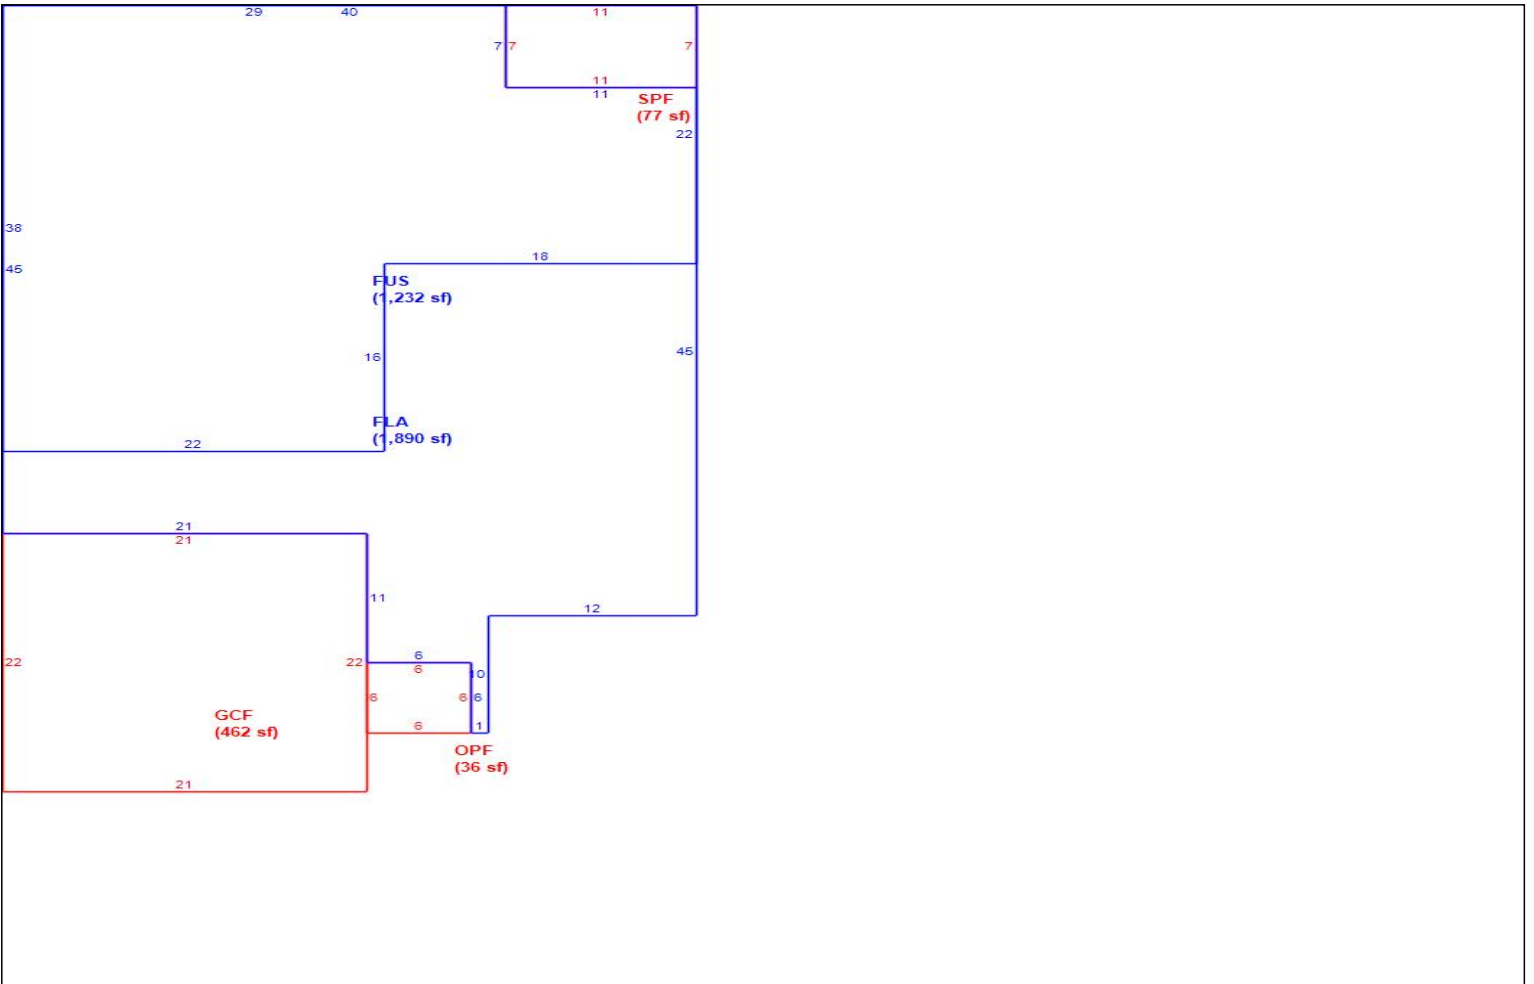 29 40 11
7 7 7
11
11
SPF
(77 sf)
22
38
18
45
FUS
(1,232 sf)
16 45
FLA
(1,890 sf)
22
21
21
11
12
6
22 22
6
10
6 6 6
GCF
(462 sf)
6 1
OPF
(36 sf)
21